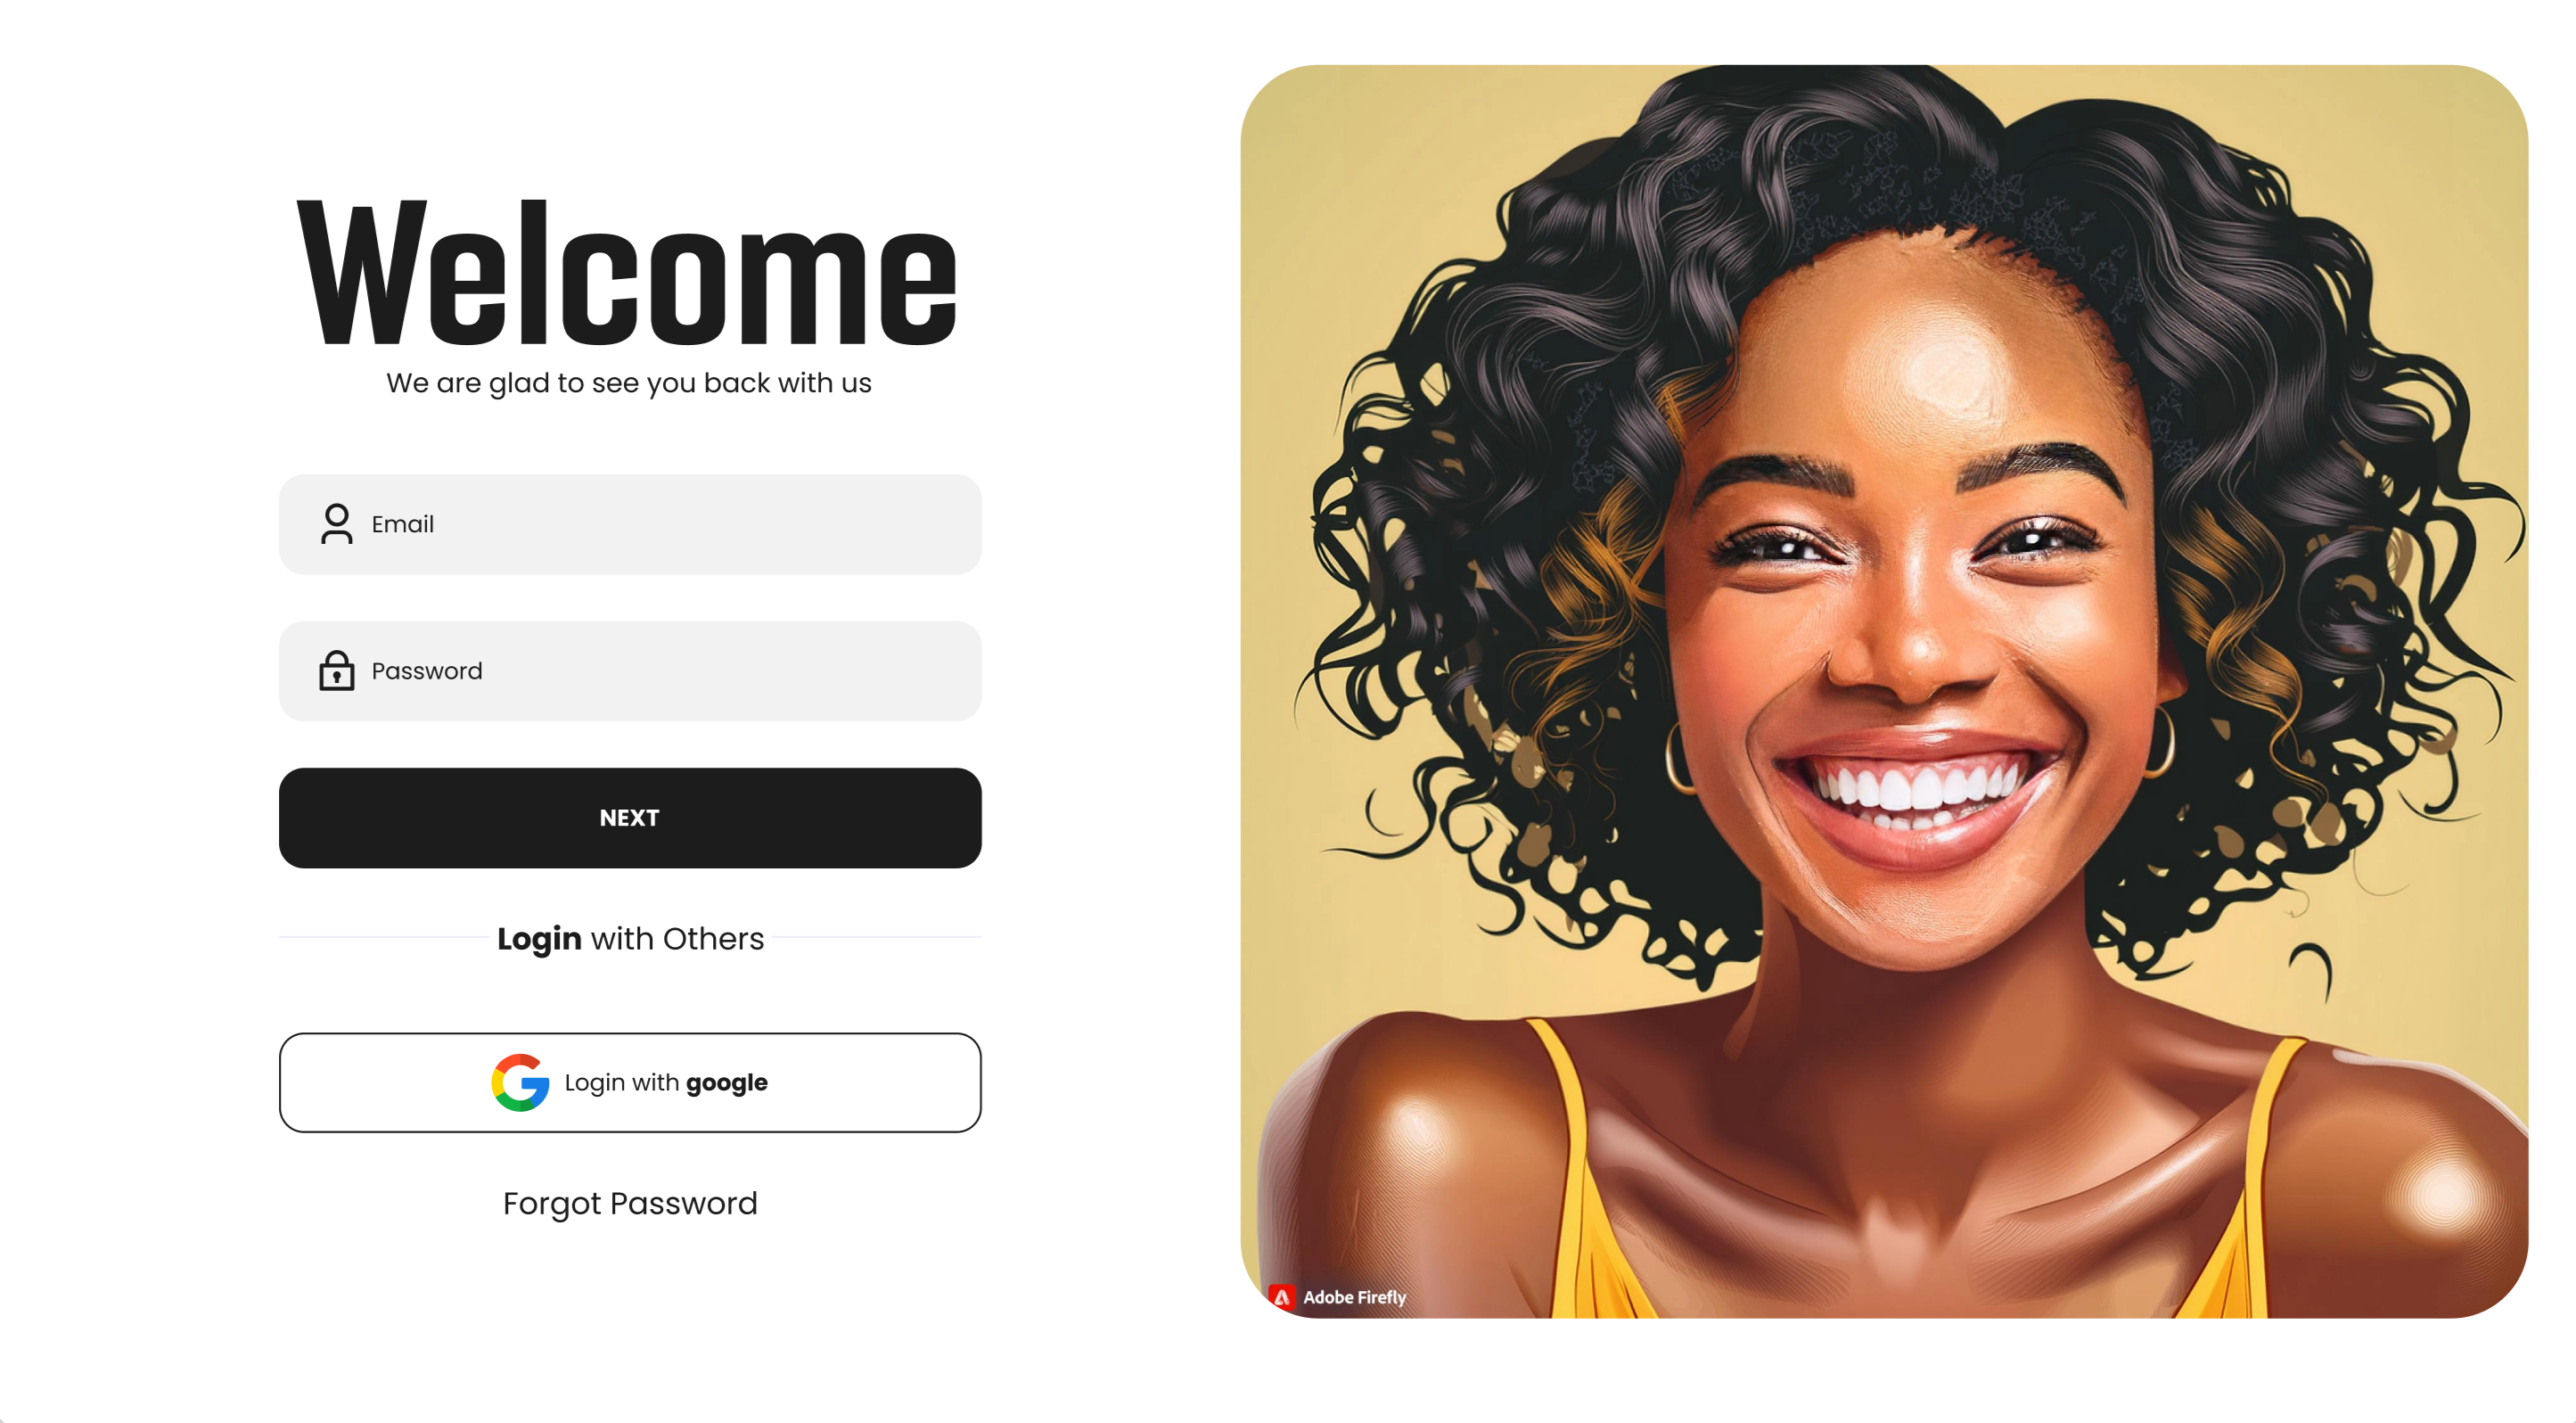 Welcome
We are glad to see you back with us
Email
Password
NEXT
Login with Others
Login with google
Forgot Password
Adobe Firefly